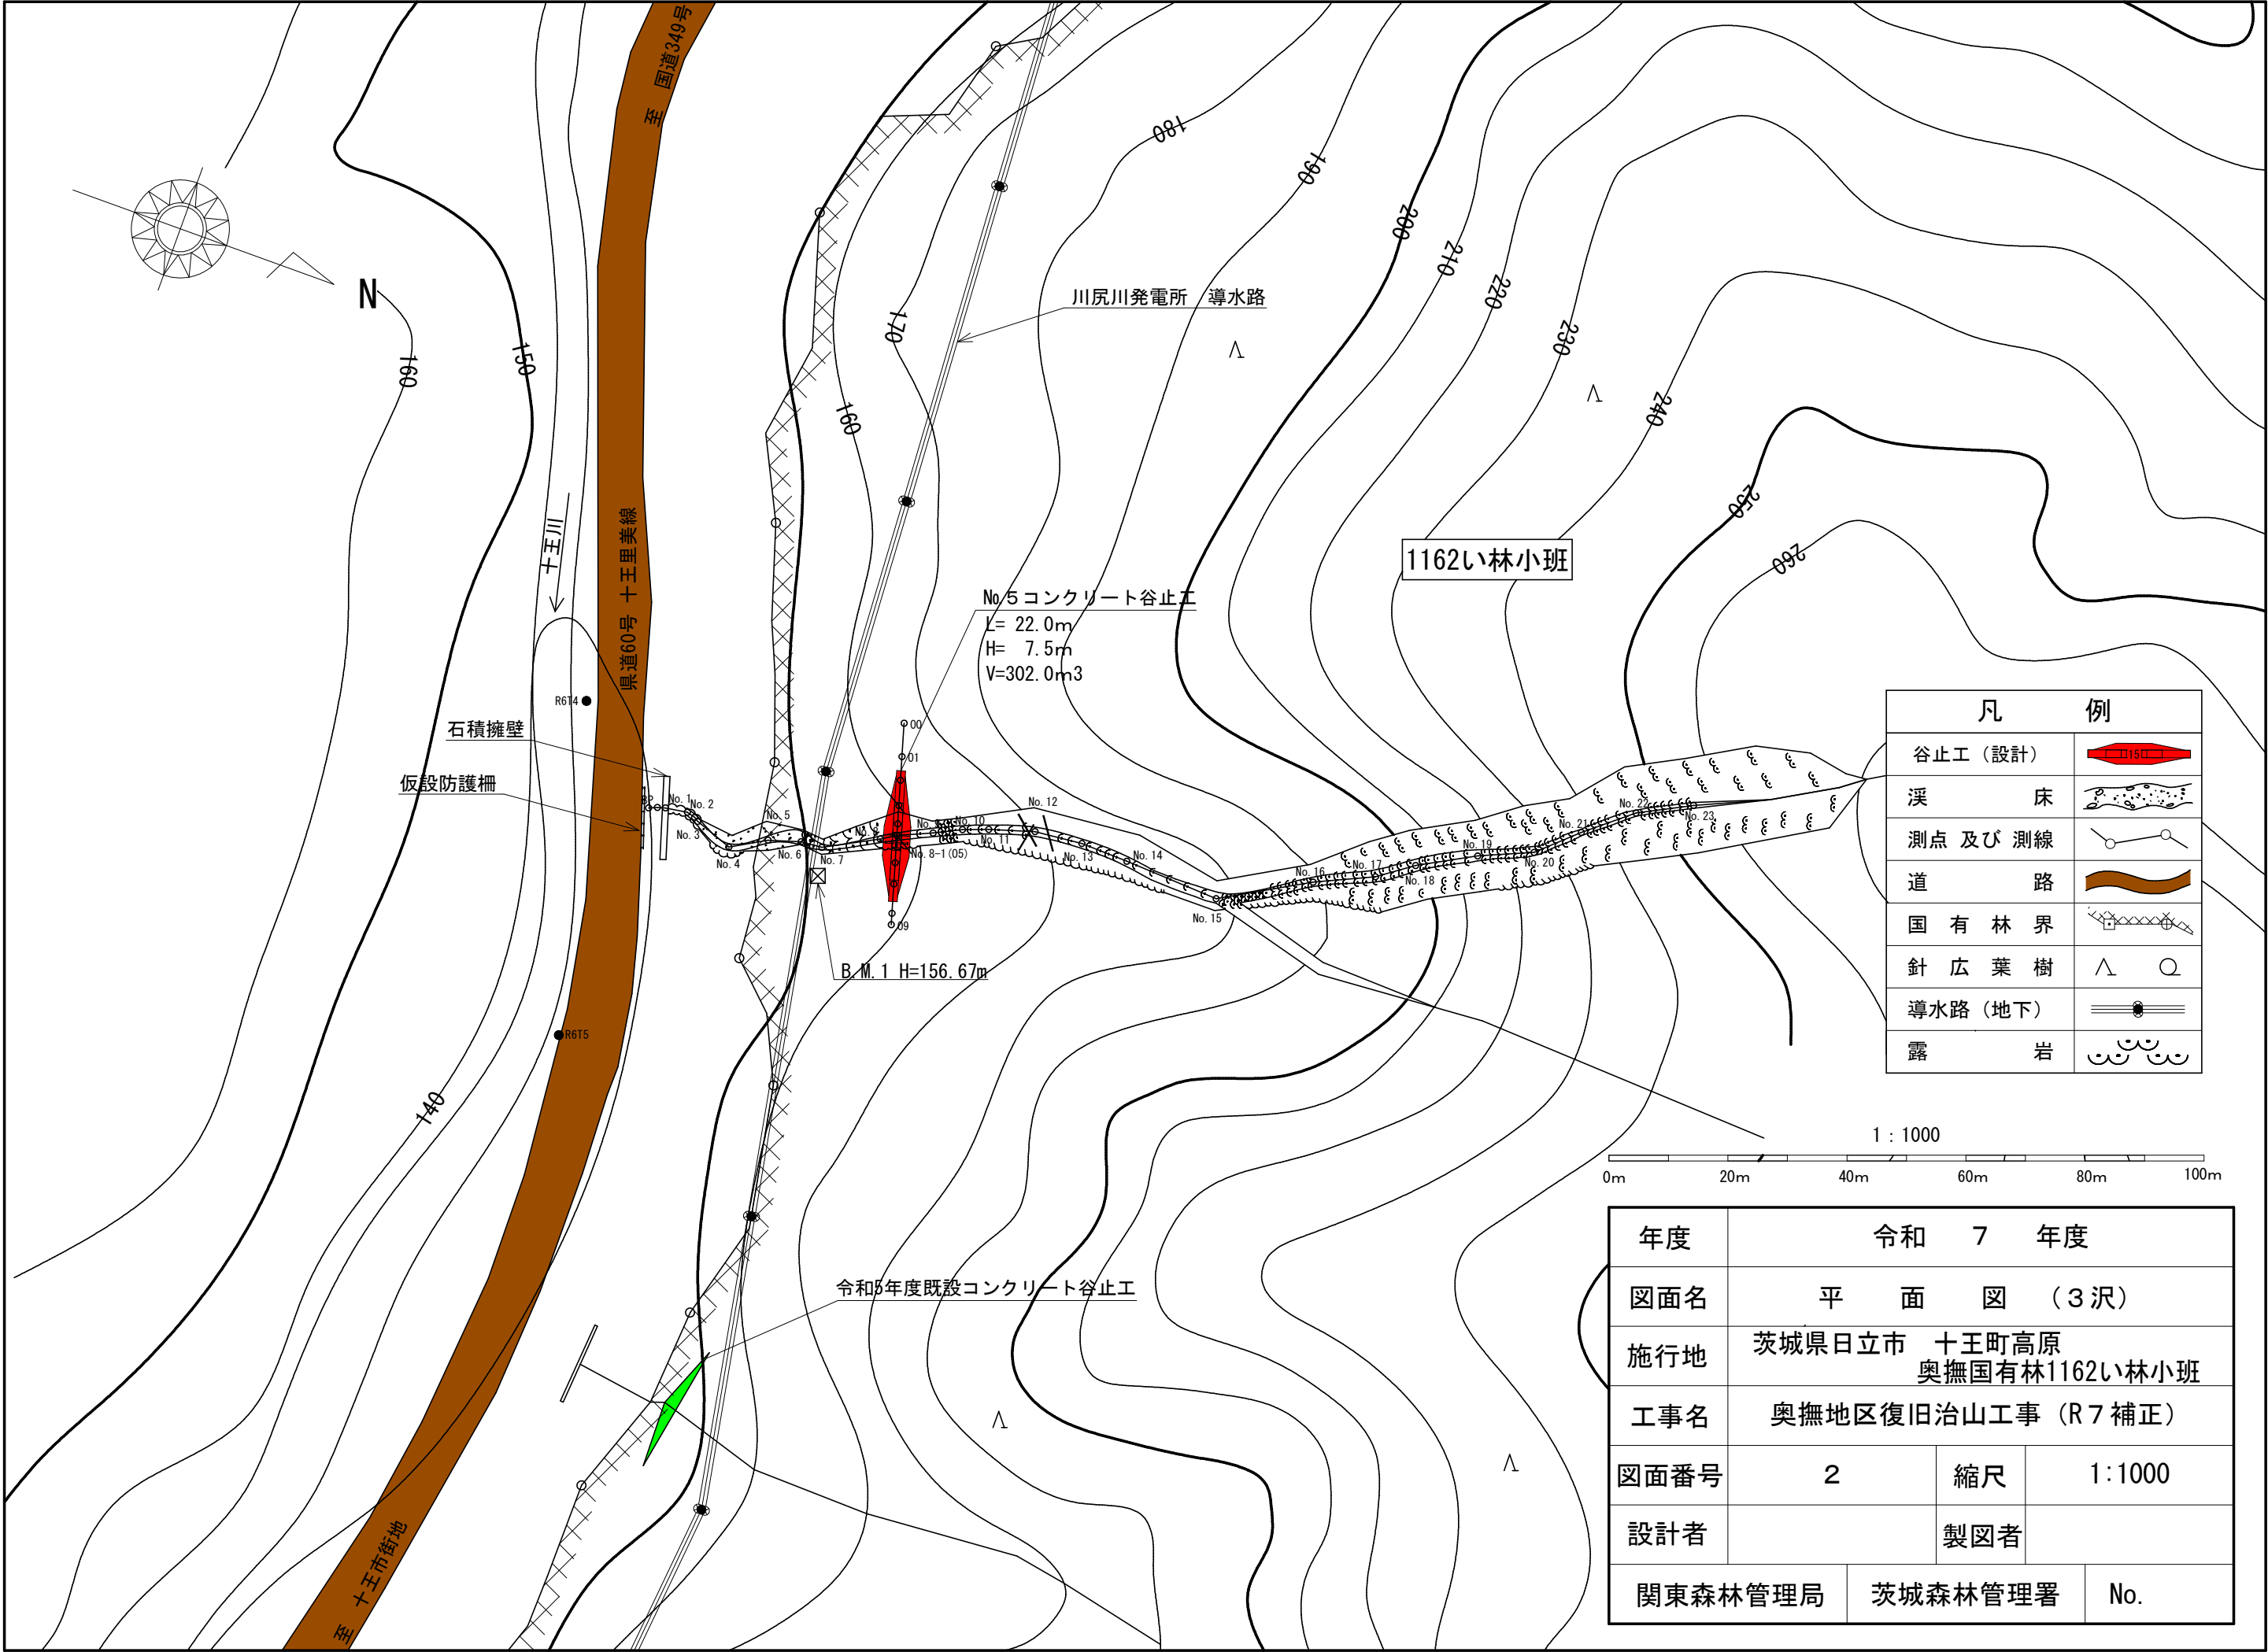 至　国道349号
N
160
150
180
190
200
210
220
230
240
250
260
170
160
140
川尻川発電所　導水路
十王川
県道60号 十王里美線
1162い林小班
№５コンクリート谷止工
L= 22.0m
H= 7.5m
V=302.0m3
R6T4
石積擁壁
仮設防護柵
00
01
BP
No.1
No.2
No.3
No.4
No.5
No.6
No.7
No.8-1(05)
No.10
No.11
No.12
No.13
No.14
No.15
No.16
No.17
No.18
No.19
No.20
No.21
No.22
No.23
09
B.M.1 H=156.67m
R6T5
令和5年度既設コンクリート谷止工
至　十王市街地
凡　例
谷止工（設計）
渓　床
測点 及び 測線
道　路
国 有 林 界
針 広 葉 樹
導水路（地下）
露　岩
1 : 1000
0m 20m 40m 60m 80m 100m
年度 令和　７　年度
図面名 平　面　図　（３沢）
施行地 茨城県日立市　十王町高原
奥撫国有林1162い林小班
工事名 奥撫地区復旧治山工事（R７補正）
図面番号 ２ 縮尺 1:1000
設計者 製図者
関東森林管理局 茨城森林管理署 No.